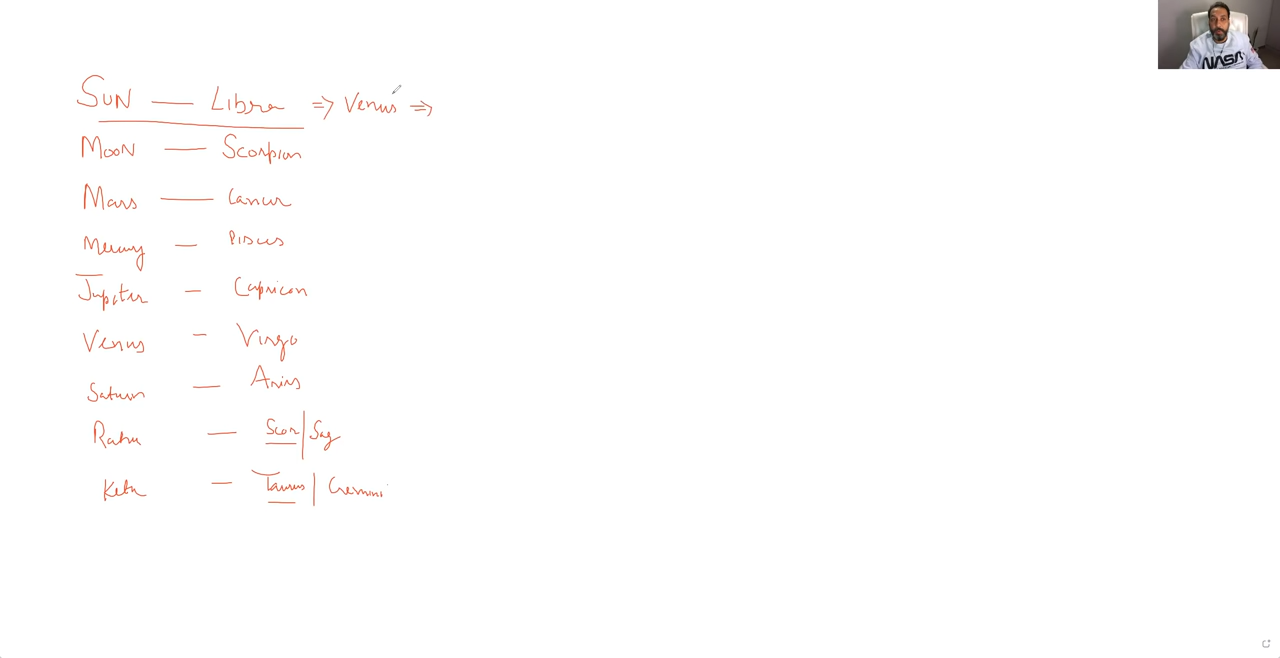 SUN — Libra ⇒ Venus ⇒
MOON — Scorpion
Mars — Cancer
Mercury — Pisces
Jupiter — Capricon
Venus — Virgo
Saturn — Aries
Rahu — Scor | Sag
Ketu — Taurus | Gemini
NASA